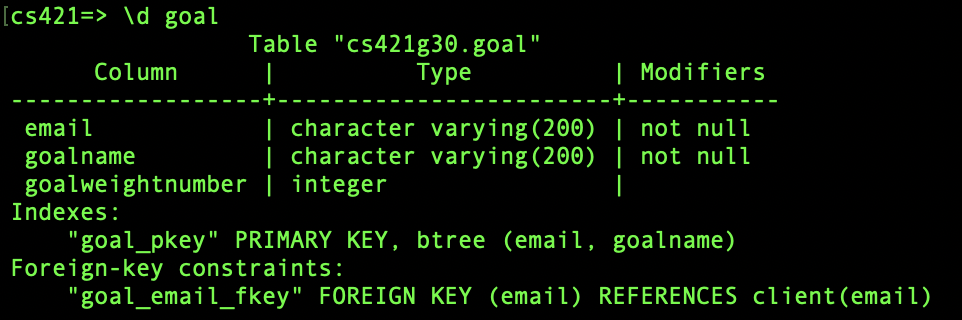 [cs421=> \d goal
Table "cs421g30.goal"
Column | Type | Modifiers
------------------+------------------------+-----------
email | character varying(200) | not null
goalname | character varying(200) | not null
goalweightnumber | integer |
Indexes:
"goal_pkey" PRIMARY KEY, btree (email, goalname)
Foreign-key constraints:
"goal_email_fkey" FOREIGN KEY (email) REFERENCES client(email)